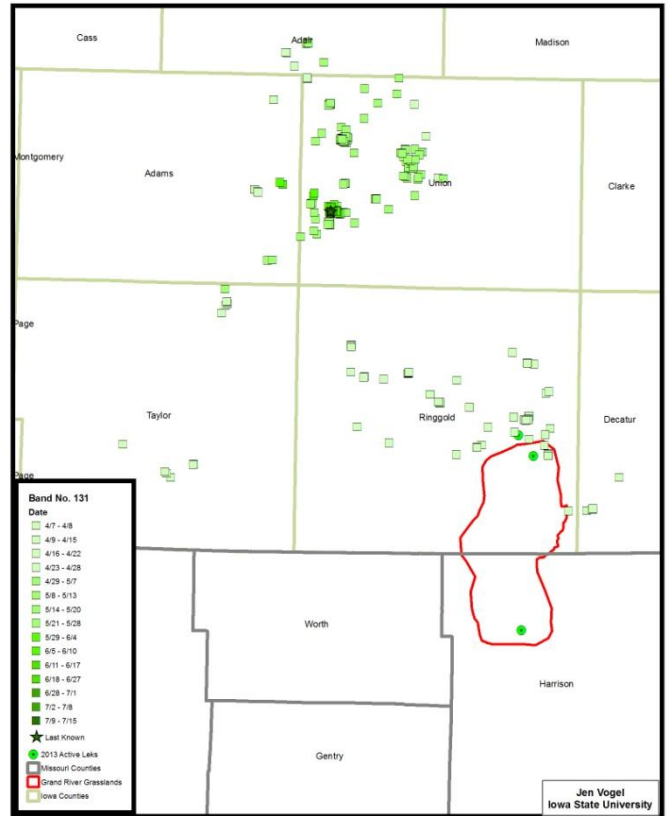 Cass
Adair
Madison
Montgomery
Adams
Union
Clarke
Page
Taylor
Ringgold
Decatur
Page
Band No. 131
Date
4/7 - 4/8
4/9 - 4/15
4/16 - 4/22
4/23 - 4/28
4/29 - 5/7
5/8 - 5/13
5/14 - 5/20
5/21 - 5/28
5/29 - 6/4
6/5 - 6/10
6/11 - 6/17
6/18 - 6/27
6/28 - 7/1
7/2 - 7/8
7/9 - 7/15
Last Known
2013 Active Leks
Missouri Counties
Grand River Grasslands
Iowa Counties
Worth
Harrison
Gentry
Jen Vogel
Iowa State University